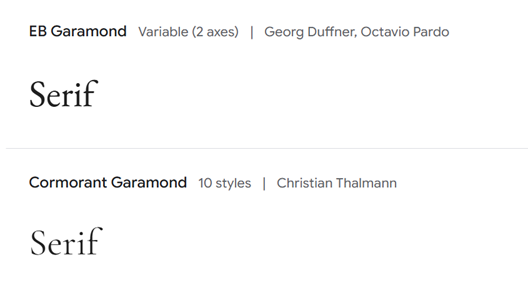 EB Garamond Variable (2 axes) | Georg Duffner, Octavio Pardo
Serif
Cormorant Garamond 10 styles | Christian Thalmann
Serif